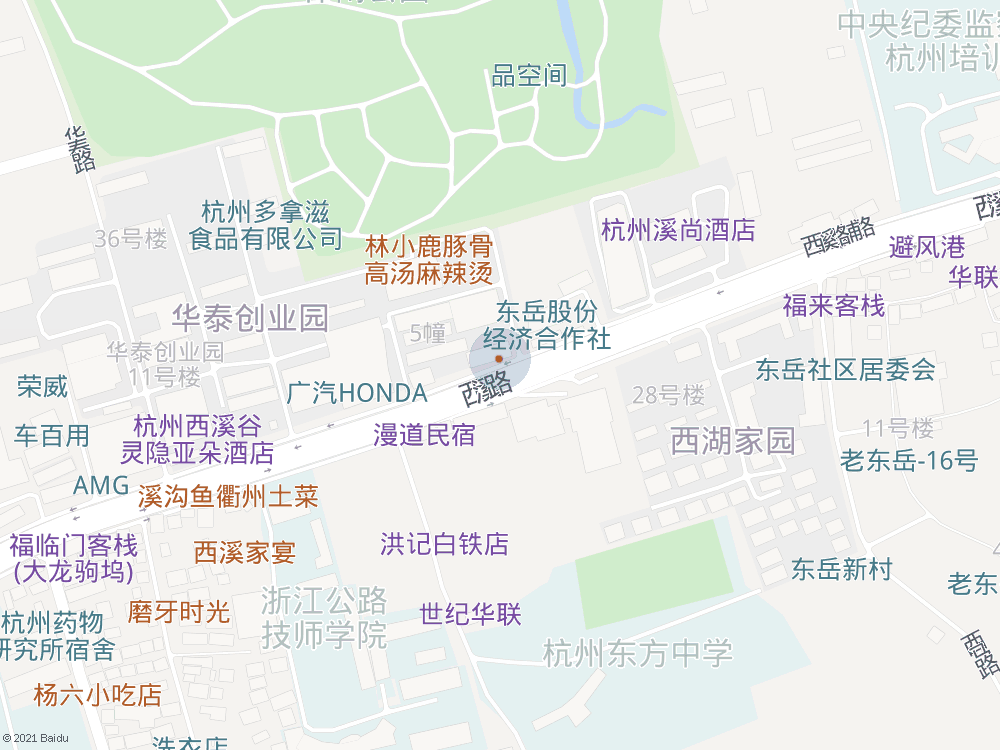 中央纪委监察
杭州培训
品空间
华泰路
杭州多拿滋
食品有限公司
36号楼
林小鹿豚骨
高汤麻辣烫
杭州溪尚酒店
西溪路辅路
避风港
华联
福来客栈
东岳股份
经济合作社
华泰创业园
5幢
华泰创业园
11号楼
荣威
广汽HONDA
西溪路
28号楼
东岳社区居委会
车百用
杭州西溪谷
灵隐亚朵酒店
漫道民宿
西湖家园
11号楼
老东岳-16号
AMG
溪沟鱼衢州土菜
福临门客栈
(大龙驹坞)
西溪家宴
洪记白铁店
东岳新村
老东
磨牙时光
浙江公路
技师学院
世纪华联
杭州药物
研究所宿舍
杭州东方中学
杨六小吃店
洗衣店
© 2021 Baidu